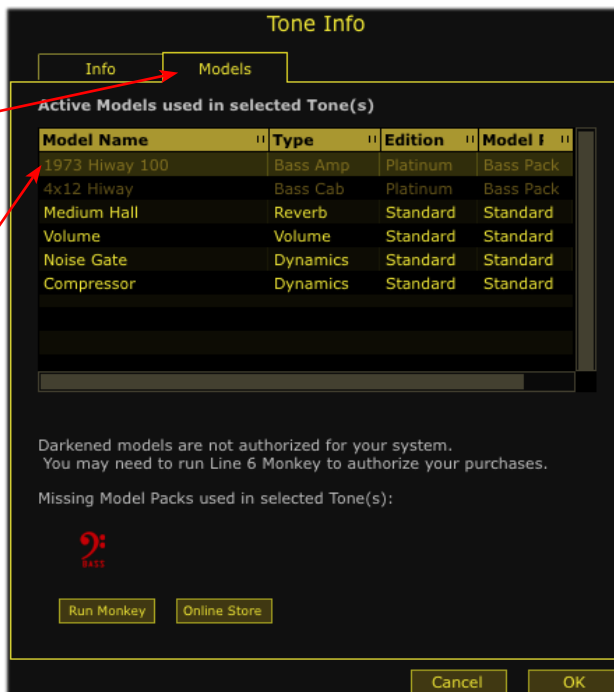 Tone Info
Info Models
Active Models used in selected Tone(s)
Model Name Type Edition Model F
1973 Hiway 100 Bass Amp Platinum Bass Pack
4x12 Hiway Bass Cab Platinum Bass Pack
Medium Hall Reverb Standard Standard
Volume Volume Standard Standard
Noise Gate Dynamics Standard Standard
Compressor Dynamics Standard Standard
Darkened models are not authorized for your system.
You may need to run Line 6 Monkey to authorize your purchases.
Missing Model Packs used in selected Tone(s):
BASS
Run Monkey Online Store
Cancel OK